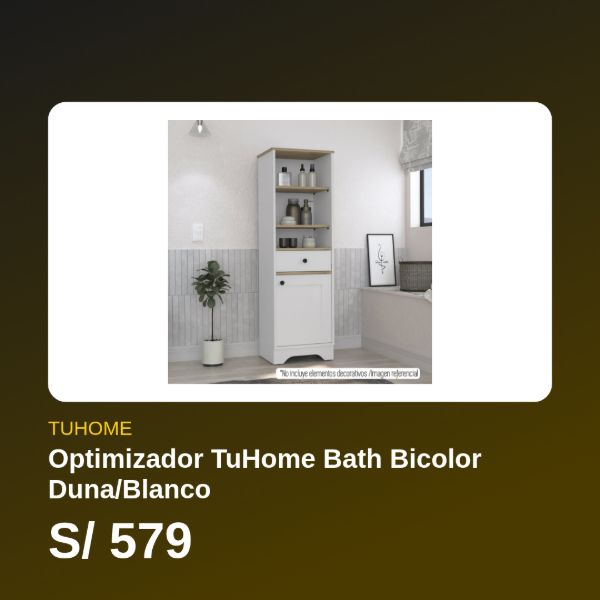 *No incluye elementos decorativos /Imagen referencial
TUHOME
Optimizador TuHome Bath Bicolor
Duna/Blanco
S/ 579